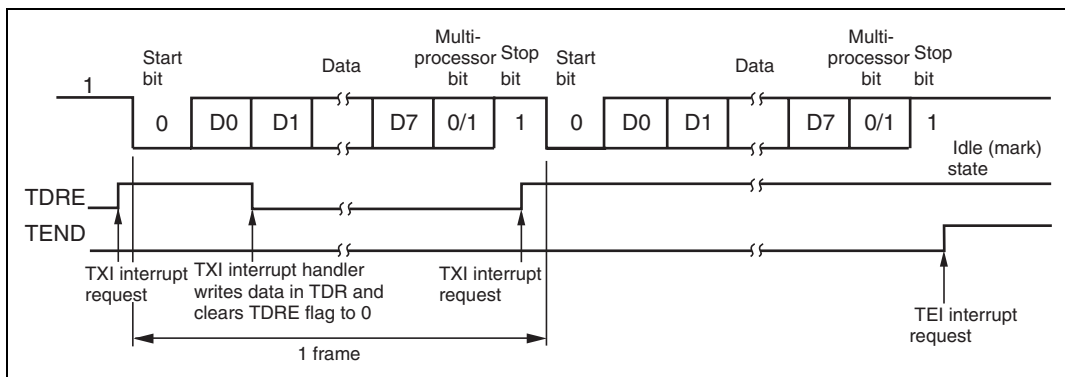 Start bit
Data
Multi-processor bit
Stop bit
Start bit
Data
Multi-processor bit
Stop bit
1
0
D0
D1
D7
0/1
1
0
D0
D1
D7
0/1
1
Idle (mark) state
TDRE
TEND
TXI interrupt request
TXI interrupt handler writes data in TDR and clears TDRE flag to 0
TXI interrupt request
TEI interrupt request
1 frame